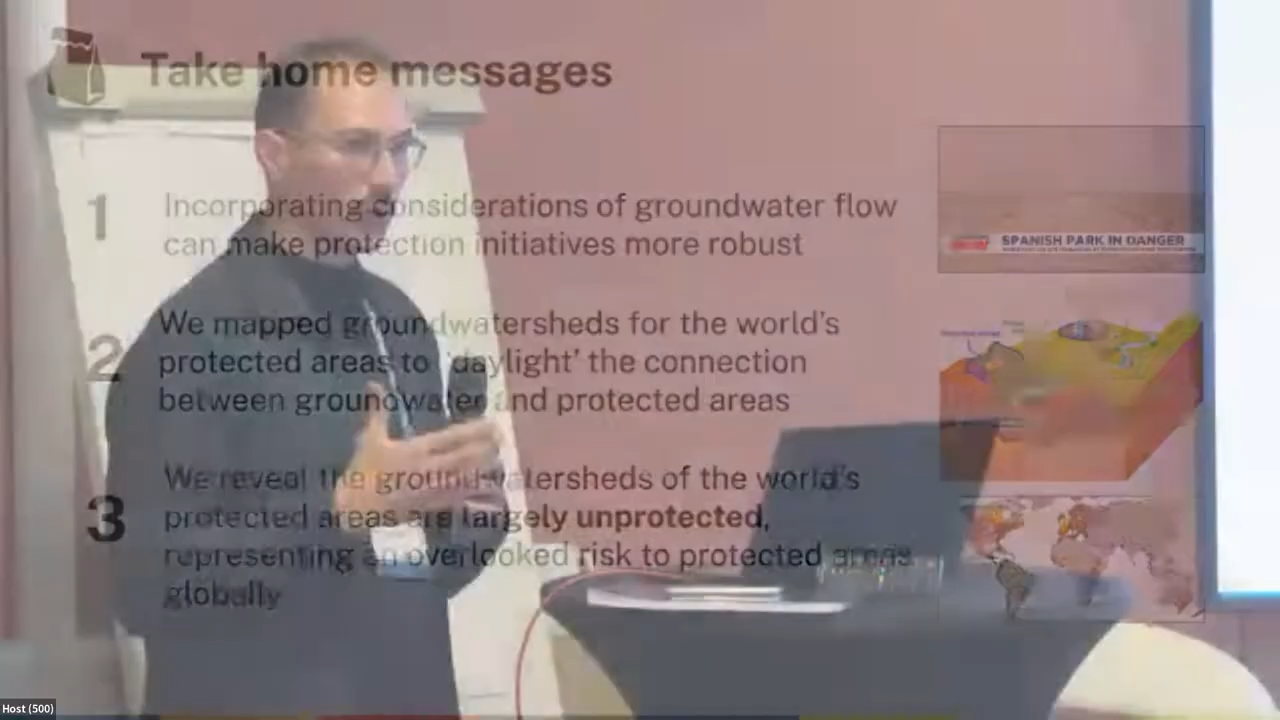 Take home messages
1
Incorporating considerations of groundwater flow
can make protection initiatives more robust
SPANISH PARK IN DANGER
2
We mapped groundwatersheds for the world's
protected areas to 'daylight' the connection
between groundwater and protected areas
3
We reveal the groundwatersheds of the world's
protected areas are largely unprotected,
representing an overlooked risk to protected areas
globally
Host (500)